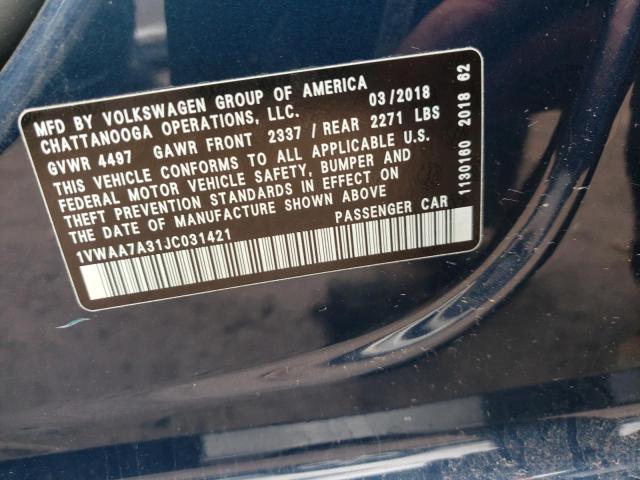 MFD BY VOLKSWAGEN GROUP OF AMERICA
CHATTANOOGA OPERATIONS, LLC. 03/2018
GVWR 4497 GAWR FRONT 2337 / REAR 2271 LBS
THIS VEHICLE CONFORMS TO ALL APPLICABLE U.S.
FEDERAL MOTOR VEHICLE SAFETY, BUMPER AND
THEFT PREVENTION STANDARDS IN EFFECT ON
THE DATE OF MANUFACTURE SHOWN ABOVE
1VWAA7A31JC031421 PASSENGER CAR
1130160 2018 62